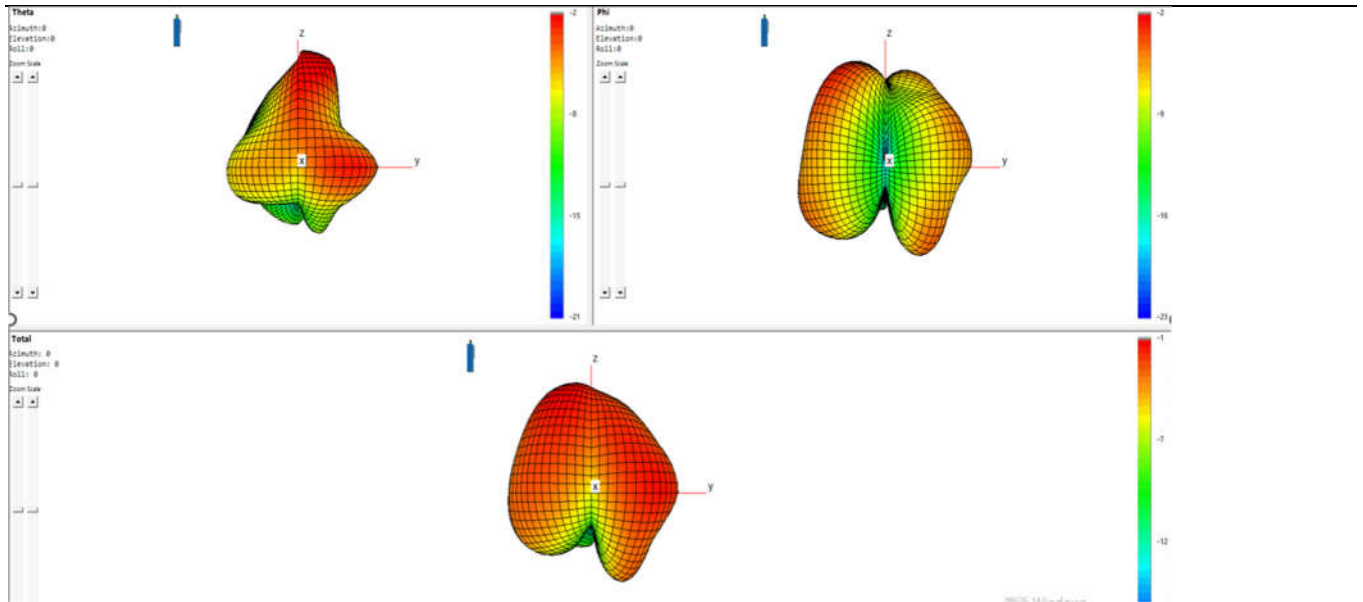 Theta
Azimuth:0
Elevation:0
Roll:0
Zoom Scale
z
x
y
-2
-8
-15
-21
Phi
Azimuth:0
Elevation:0
Roll:0
Zoom Scale
z
x
y
-2
-9
-16
-23
Total
Azimuth: 0
Elevation: 0
Roll: 0
Zoom Scale
z
x
y
-1
-7
-12
Windows